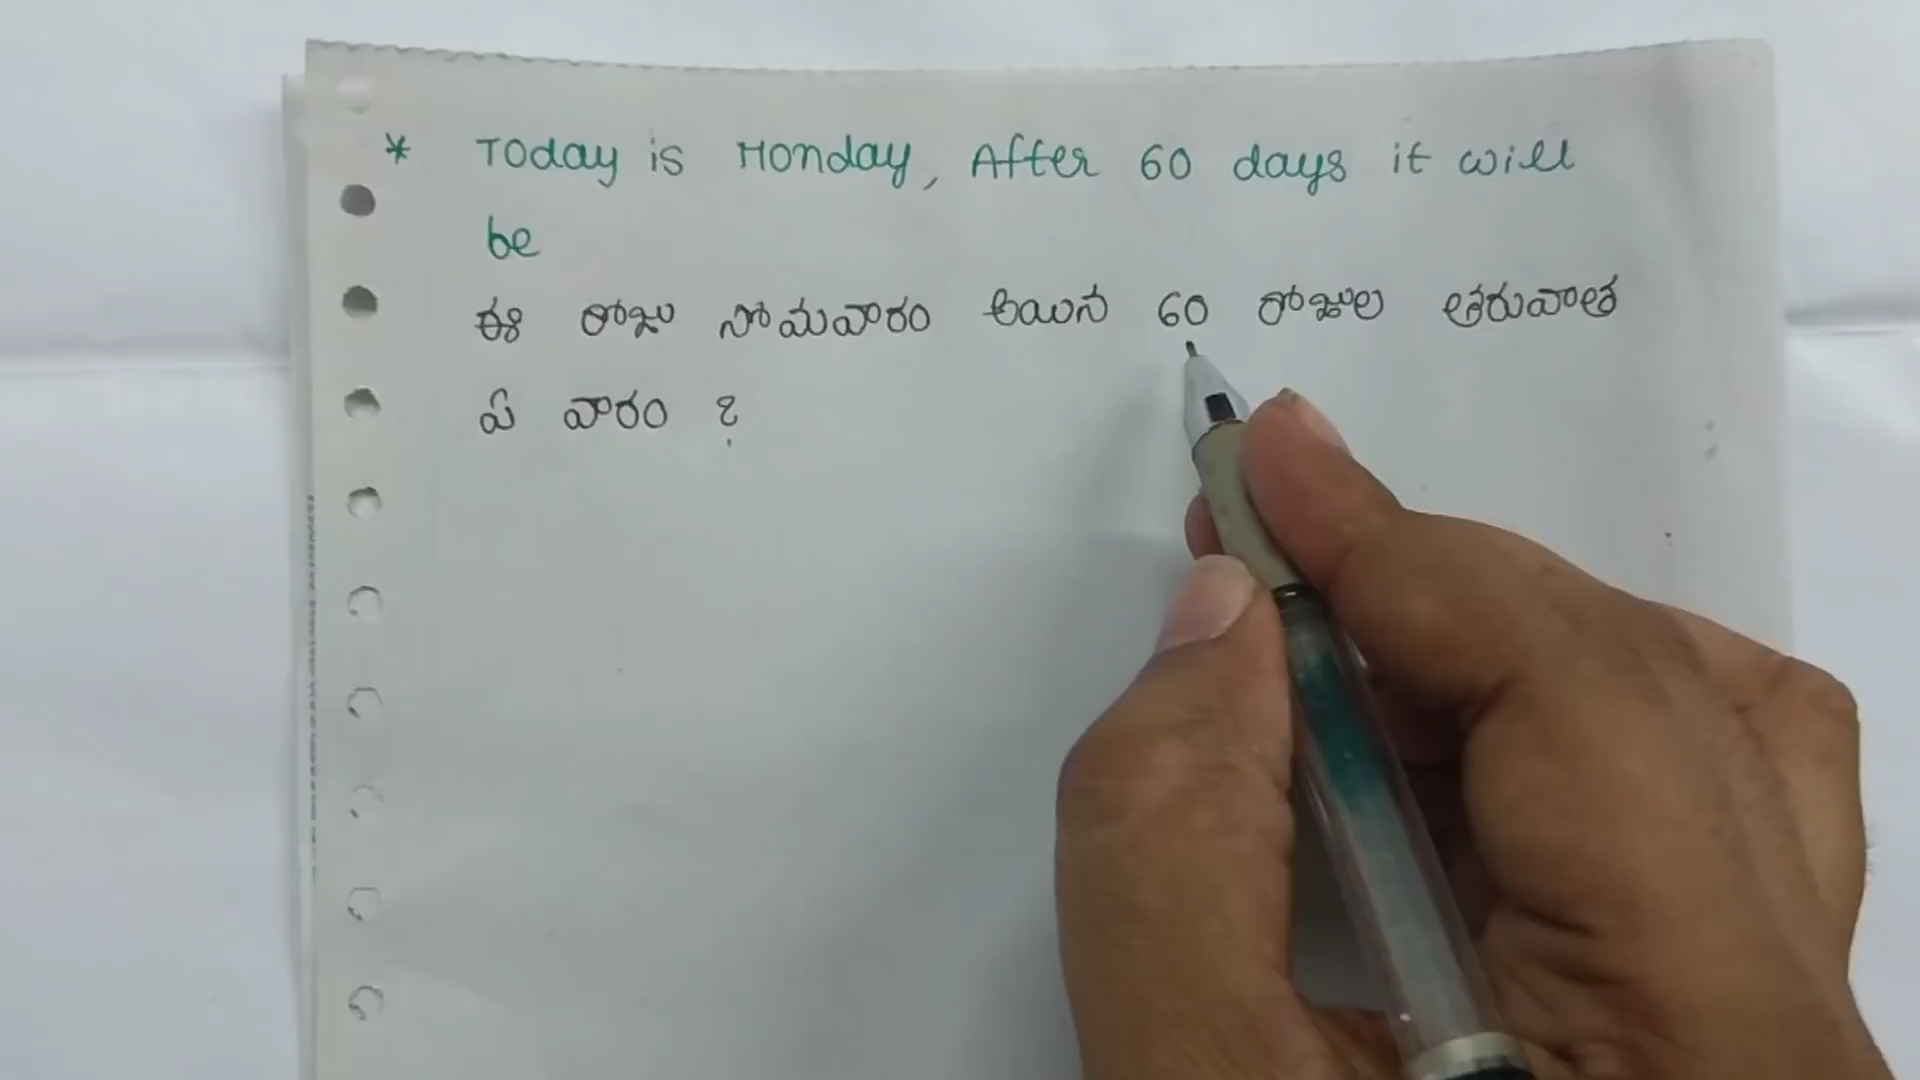 * Today is Monday, After 60 days it will
be
ఈ రోజు సోమవారం అయిన 60 రోజుల తరువాత
ఏ వారం ?